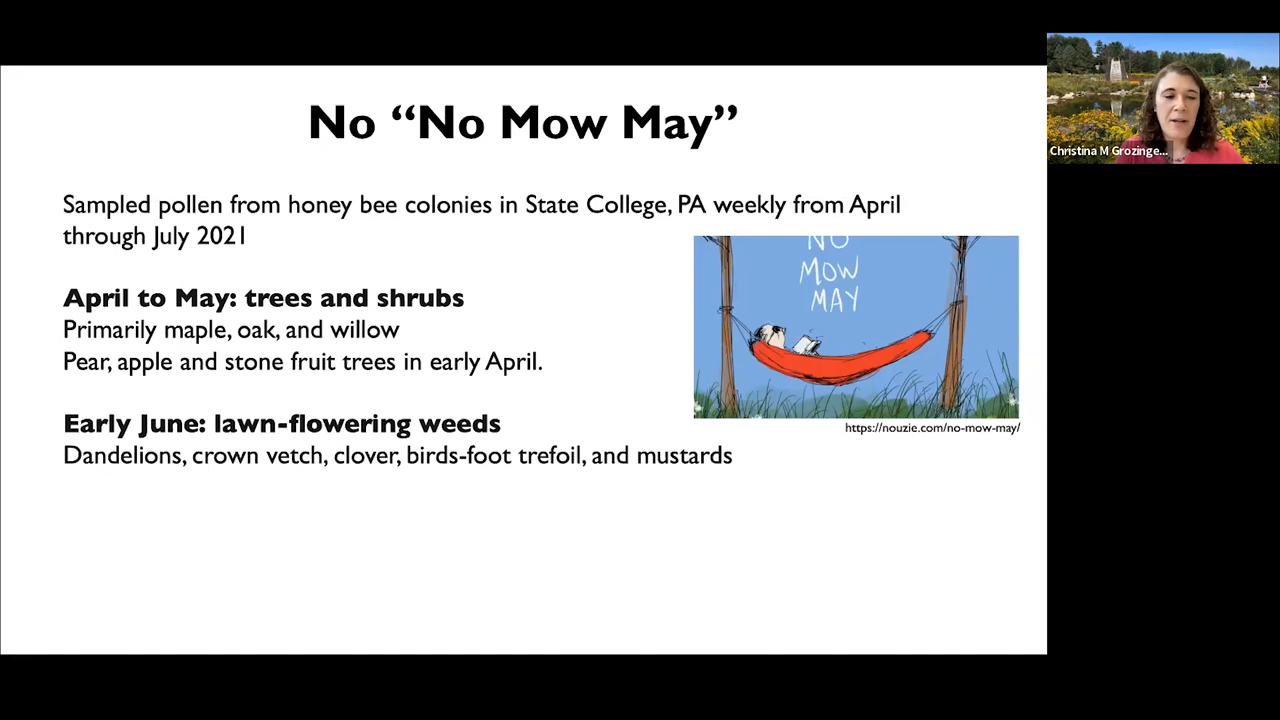 No “No Mow May”
Sampled pollen from honey bee colonies in State College, PA weekly from April
through July 2021
April to May: trees and shrubs
Primarily maple, oak, and willow
Pear, apple and stone fruit trees in early April.
Early June: lawn-flowering weeds
Dandelions, crown vetch, clover, birds-foot trefoil, and mustards
NO
MOW
MAY
https://nouzie.com/no-mow-may/
Christina M Grozinge...